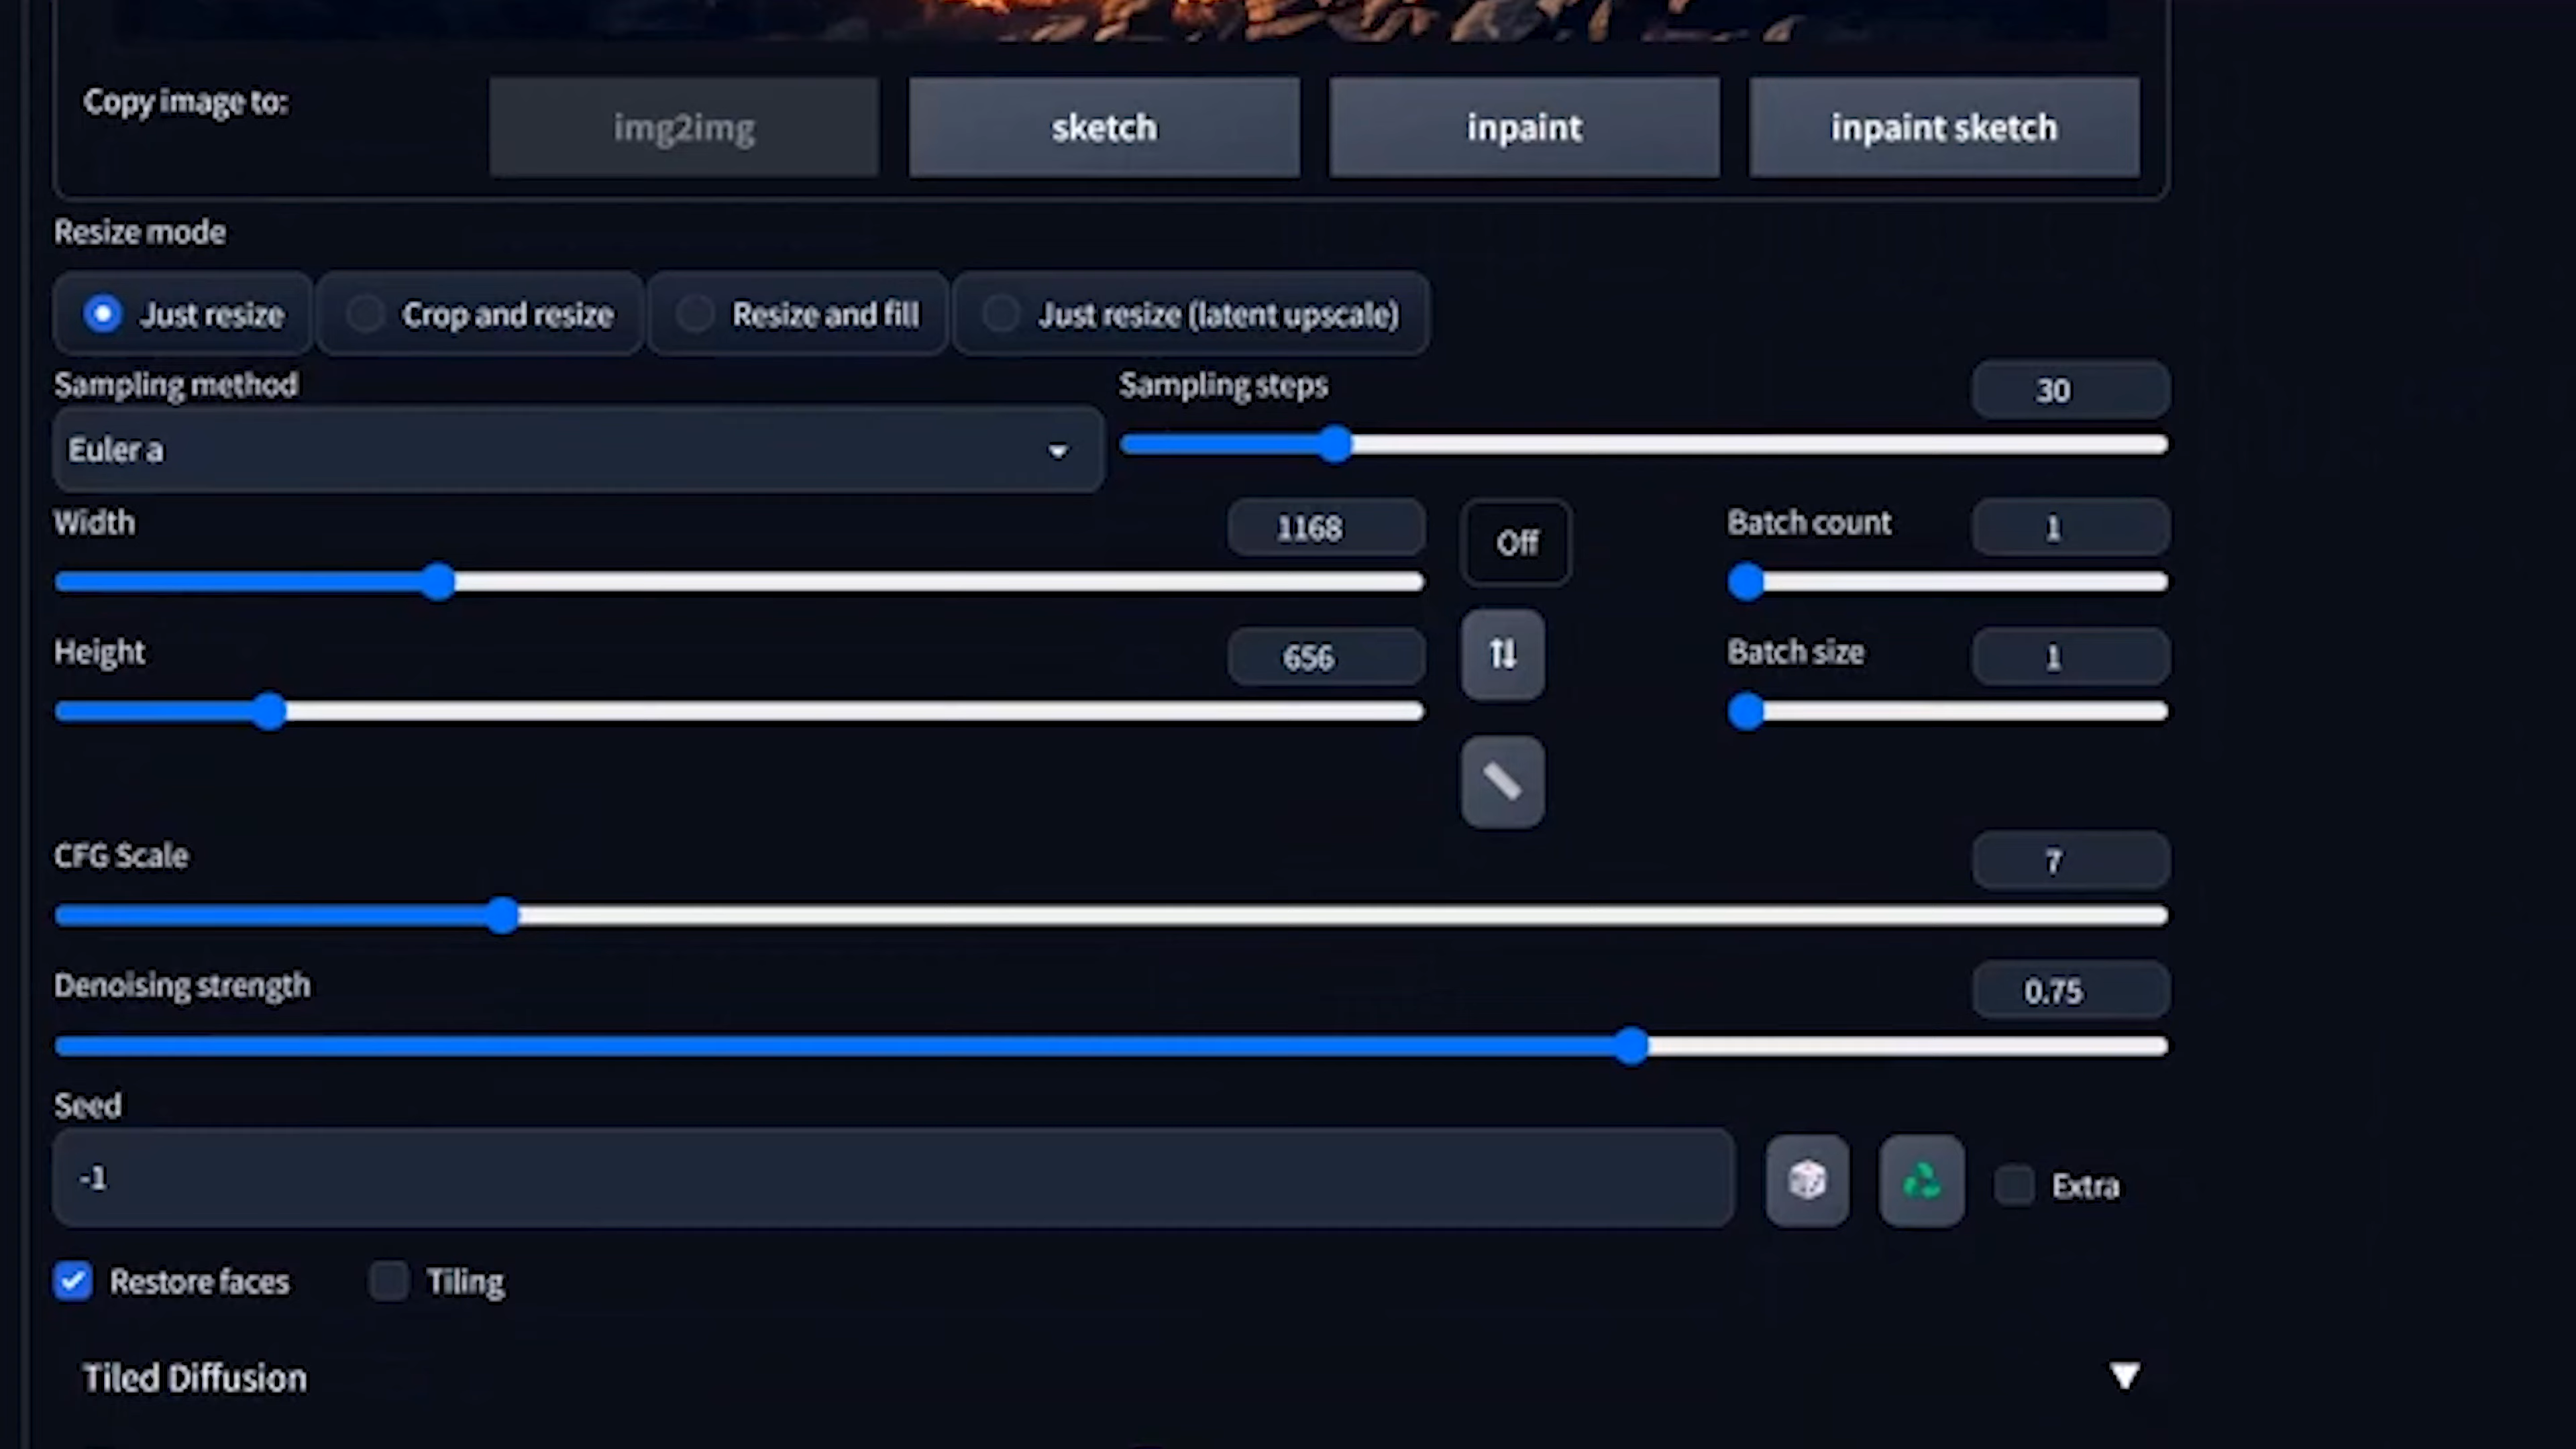 Copy image to:
img2img
sketch
inpaint
inpaint sketch
Resize mode
Just resize
Crop and resize
Resize and fill
Just resize (latent upscale)
Sampling method
Euler a
Sampling steps
30
Width
1168
Off
Batch count
1
Height
656
Batch size
1
CFG Scale
7
Denoising strength
0.75
Seed
-1
Extra
Restore faces
Tiling
Tiled Diffusion